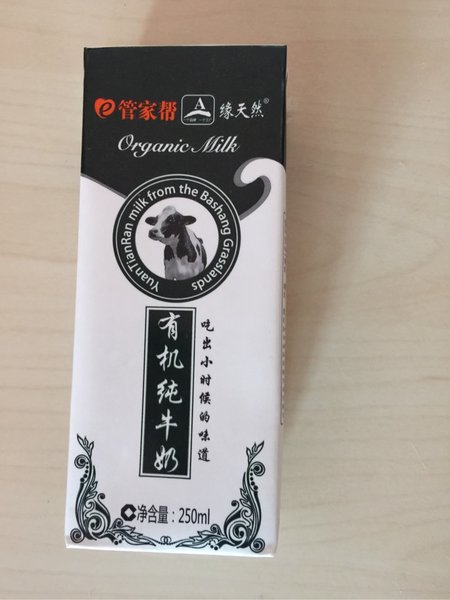 e管家帮 A 缘天然®
Organic Milk
YuanTianRan milk from the Bashang Grasslands
有机纯牛奶
吃出小时候的味道
净含量：250ml